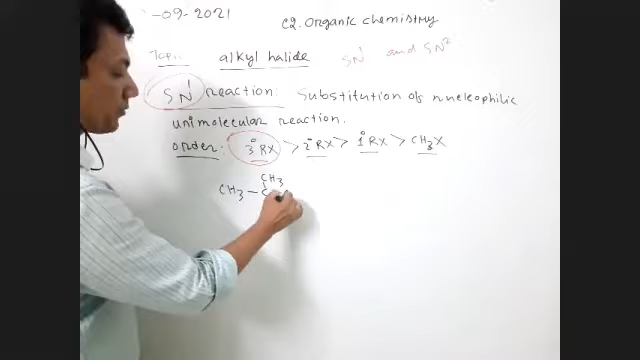 -09-2021
C2. Organic chemistry
Topic alkyl halide SN¹ and SN²
SN¹ reaction: Substitution of nucleophilic
unimolecular reaction.
order: 3° RX > 2° RX > 1° RX > CH3X
CH3
CH3 - C